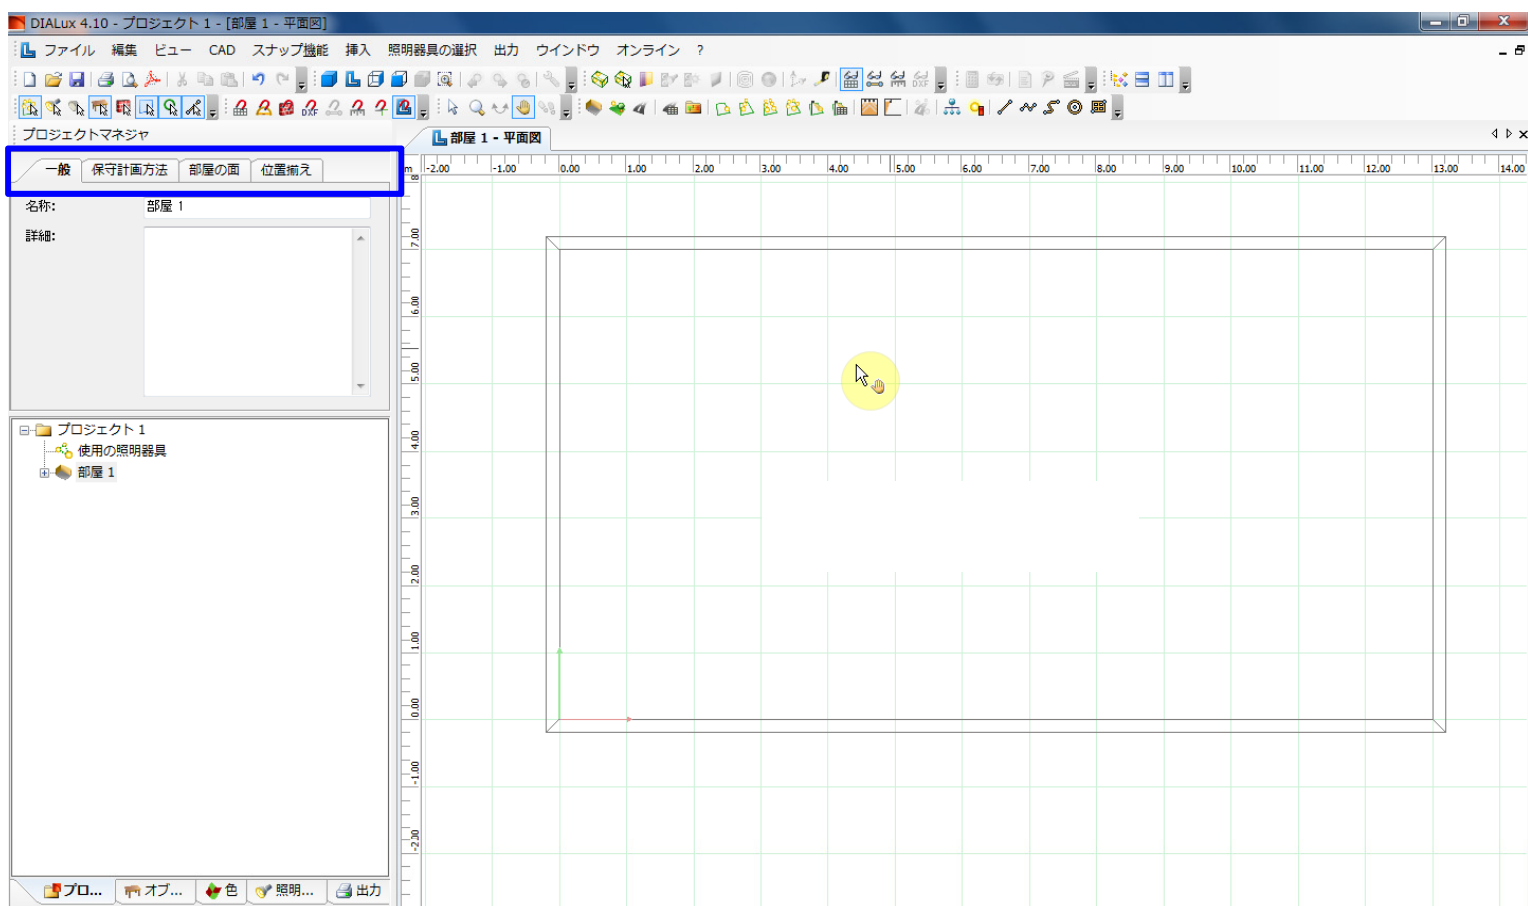 DIALux 4.10 - プロジェクト 1 - [部屋 1 - 平面図]
ファイル 編集 ビュー CAD スナップ機能 挿入 照明器具の選択 出力 ウインドウ オンライン ?
プロジェクトマネジャ
部屋 1 - 平面図
一般 保守計画方法 部屋の面 位置揃え
m -2.00 -1.00 0.00 1.00 2.00 3.00 4.00 5.00 6.00 7.00 8.00 9.00 10.00 11.00 12.00 13.00 14.00
名称: 部屋 1
詳細:
7.00
6.00
5.00
4.00
3.00
2.00
1.00
0.00
-1.00
-2.00
プロジェクト 1
使用の照明器具
部屋 1
プロ... オブ... 色 照明... 出力